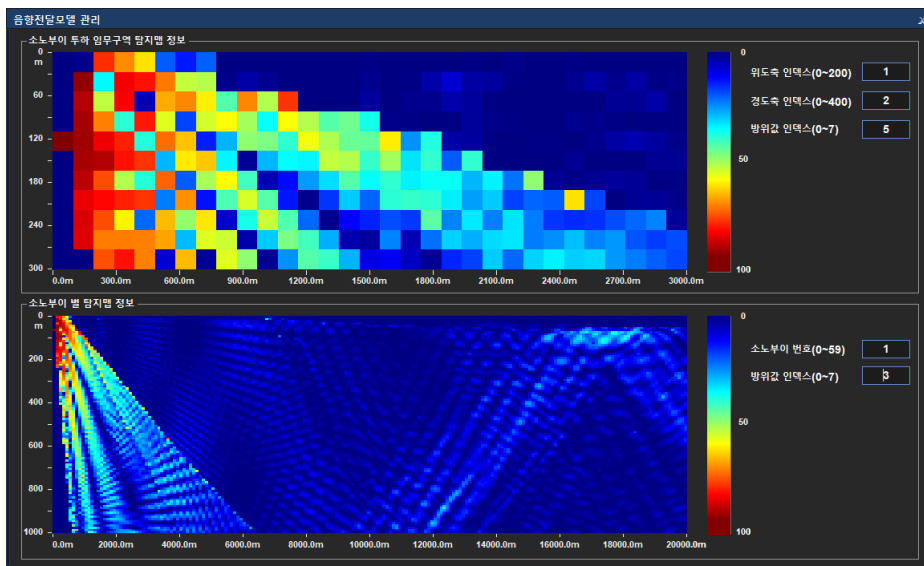 음향전달모델 관리
소노부이 투하 임무구역 탐지맵 정보
0
m
60
120
180
240
300
0.0m 300.0m 600.0m 900.0m 1200.0m 1500.0m 1800.0m 2100.0m 2400.0m 2700.0m 3000.0m
0
50
100
위도축 인덱스(0~200) 1
경도축 인덱스(0~400) 2
방위값 인덱스(0~7) 5
소노부이 별 탐지맵 정보
0
m
200
400
600
800
1000
0.0m 2000.0m 4000.0m 6000.0m 8000.0m 10000.0m 12000.0m 14000.0m 16000.0m 18000.0m 20000.0m
0
50
100
소노부이 번호(0~59) 1
방위값 인덱스(0~7) 3